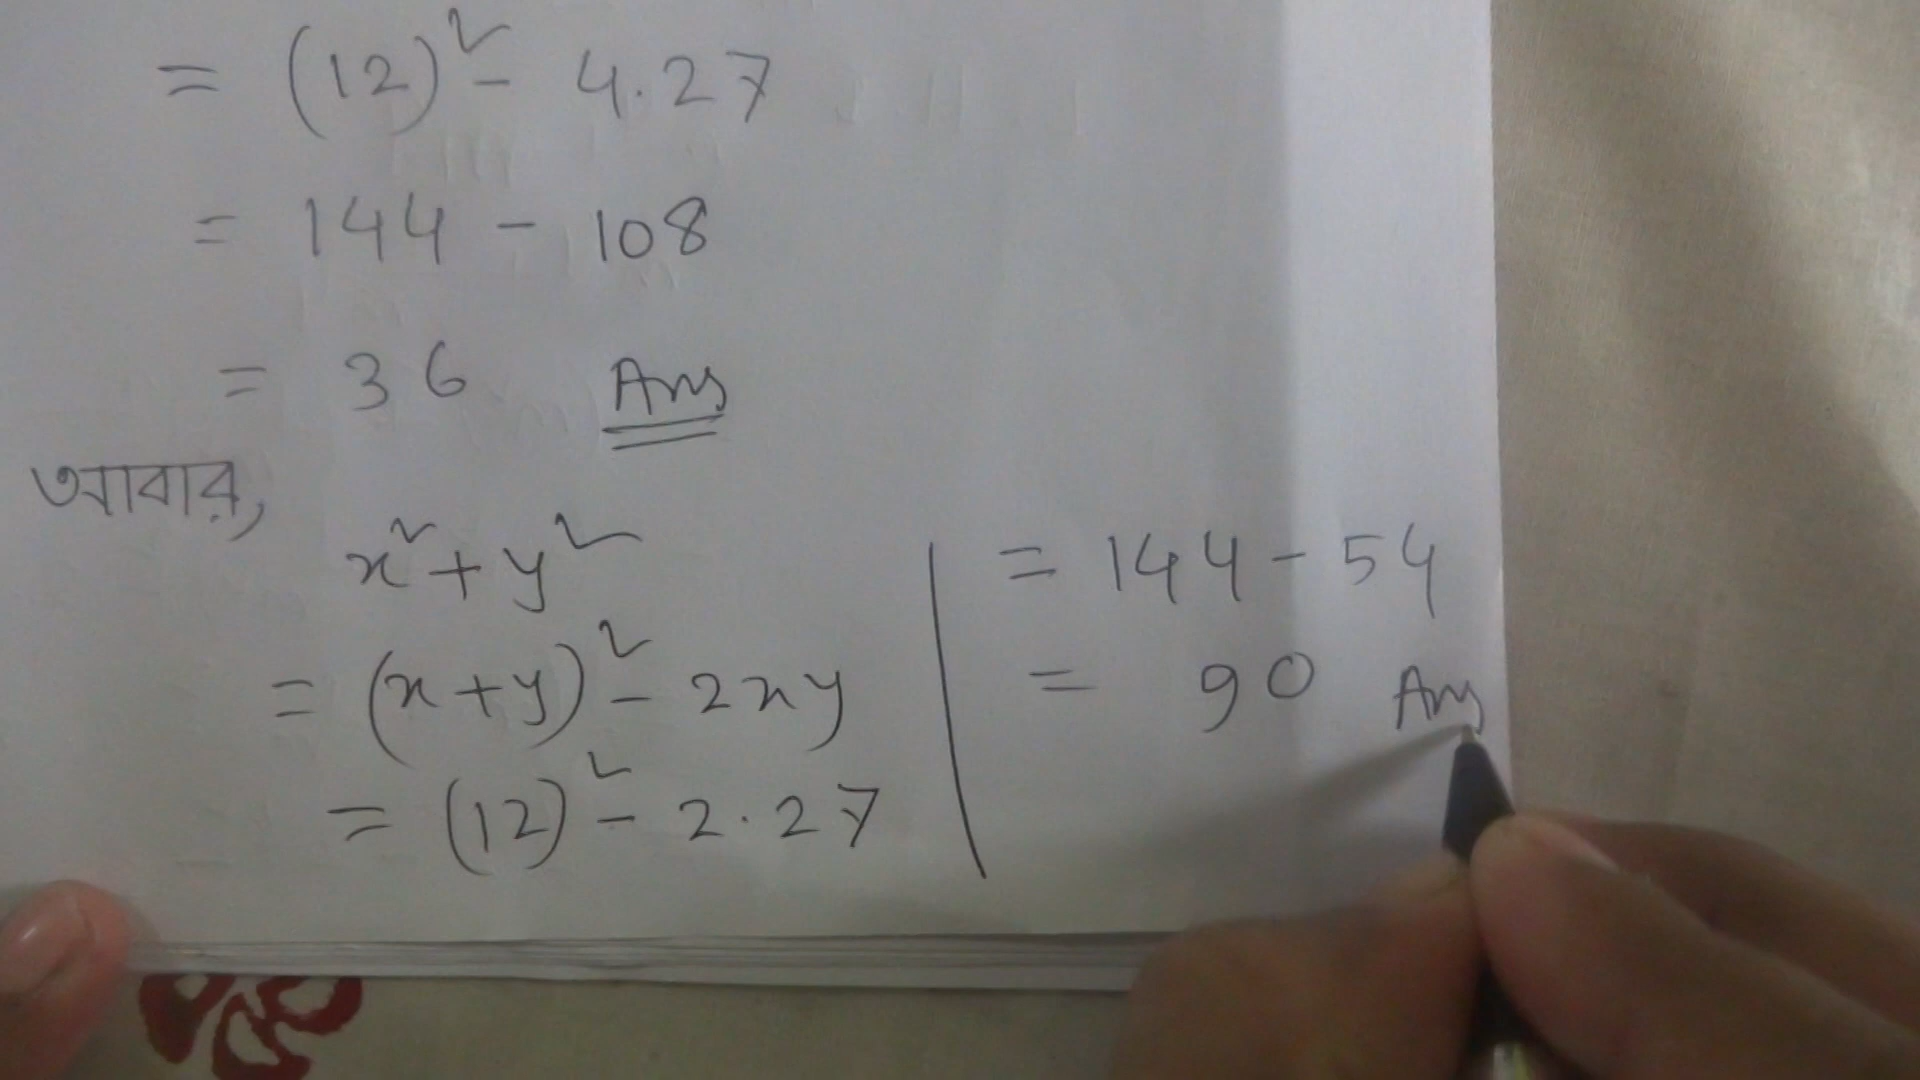 = (12)² - 4.27
= 144 - 108
= 36 Ans
আবার,
x² + y²
= (x+y)² - 2xy
= (12)² - 2.27
= 144 - 54
= 90 Ans